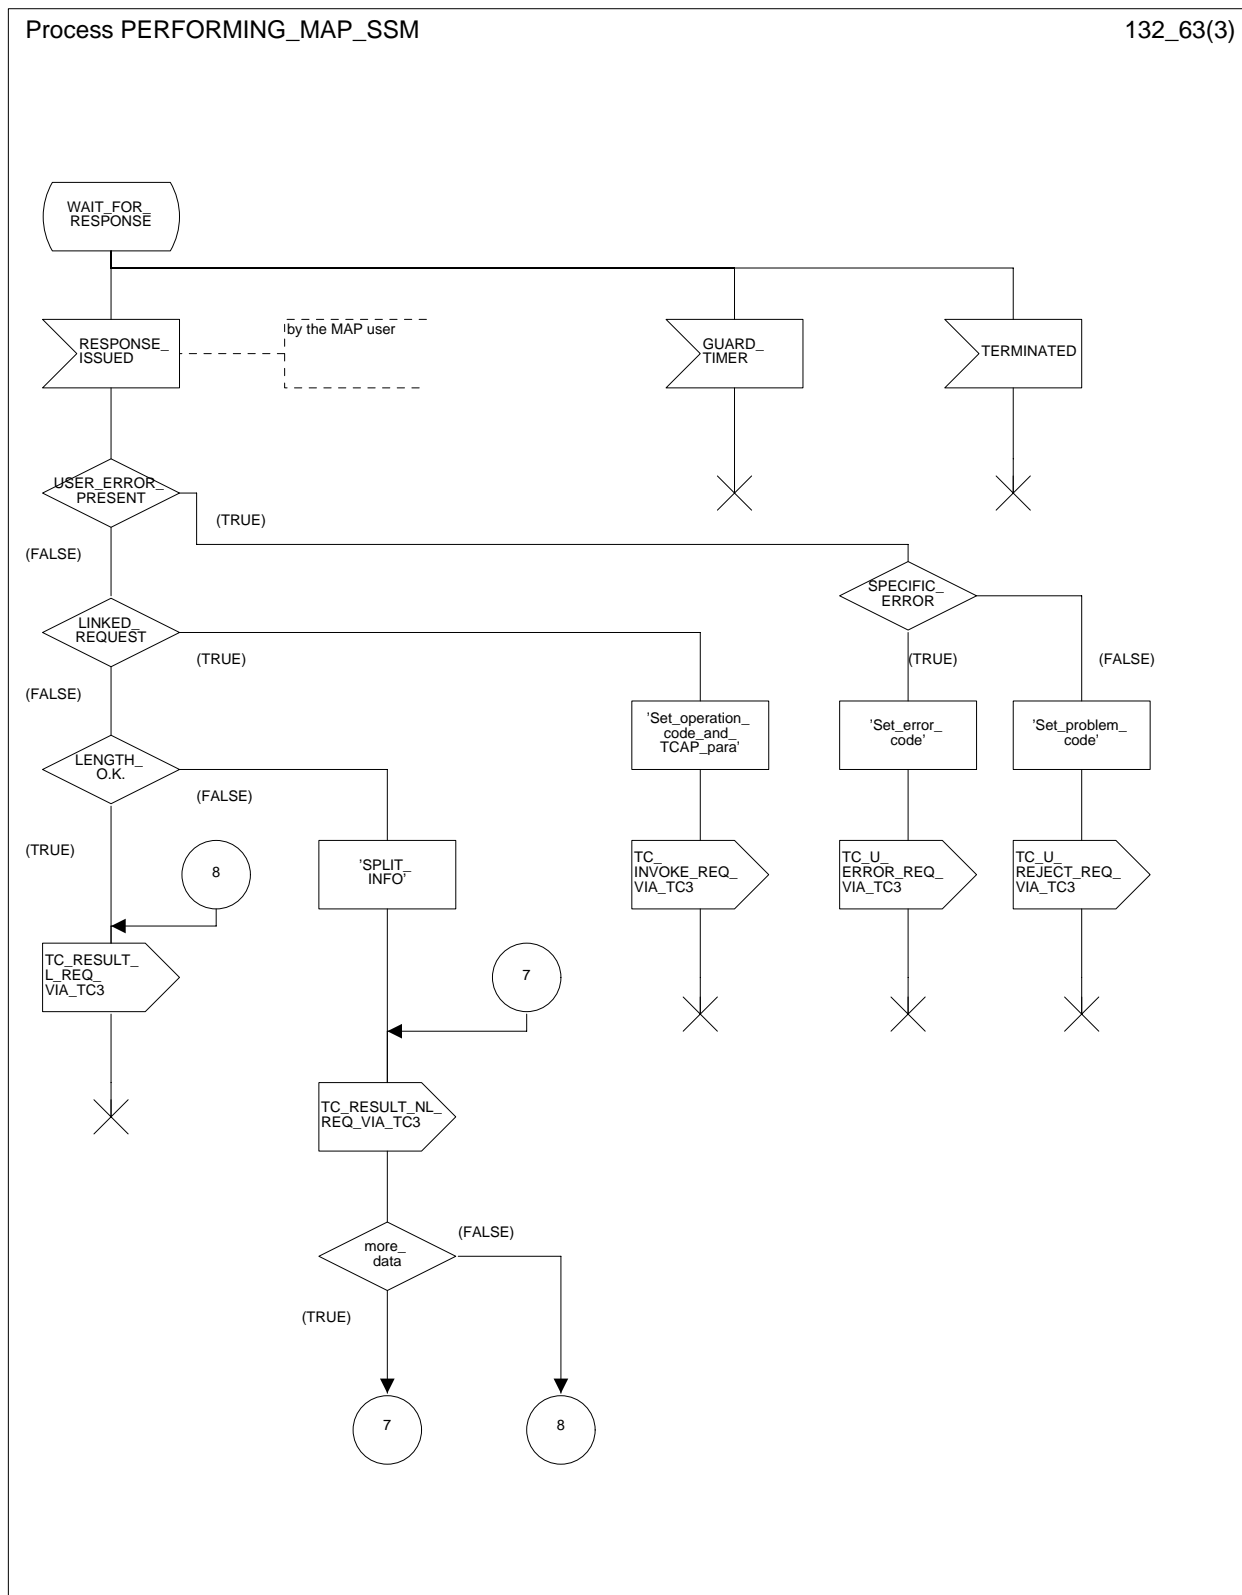 Process PERFORMING_MAP_SSM
132_63(3)
WAIT_FOR_
RESPONSE
RESPONSE_
ISSUED
by the MAP user
GUARD_
TIMER
TERMINATED
USER_ERROR_
PRESENT
(TRUE)
(FALSE)
SPECIFIC_
ERROR
LINKED_
REQUEST
(TRUE)
(TRUE)
(FALSE)
(FALSE)
'Set_operation_
code_and_
TCAP_para'
'Set_error_
code'
'Set_problem_
code'
LENGTH_
O.K.
(FALSE)
(TRUE)
8
'SPLIT_
INFO'
TC_
INVOKE_REQ_
VIA_TC3
TC_U_
ERROR_REQ_
VIA_TC3
TC_U_
REJECT_REQ_
VIA_TC3
TC_RESULT_
L_REQ_
VIA_TC3
7
TC_RESULT_NL_
REQ_VIA_TC3
more_
data
(FALSE)
(TRUE)
7
8